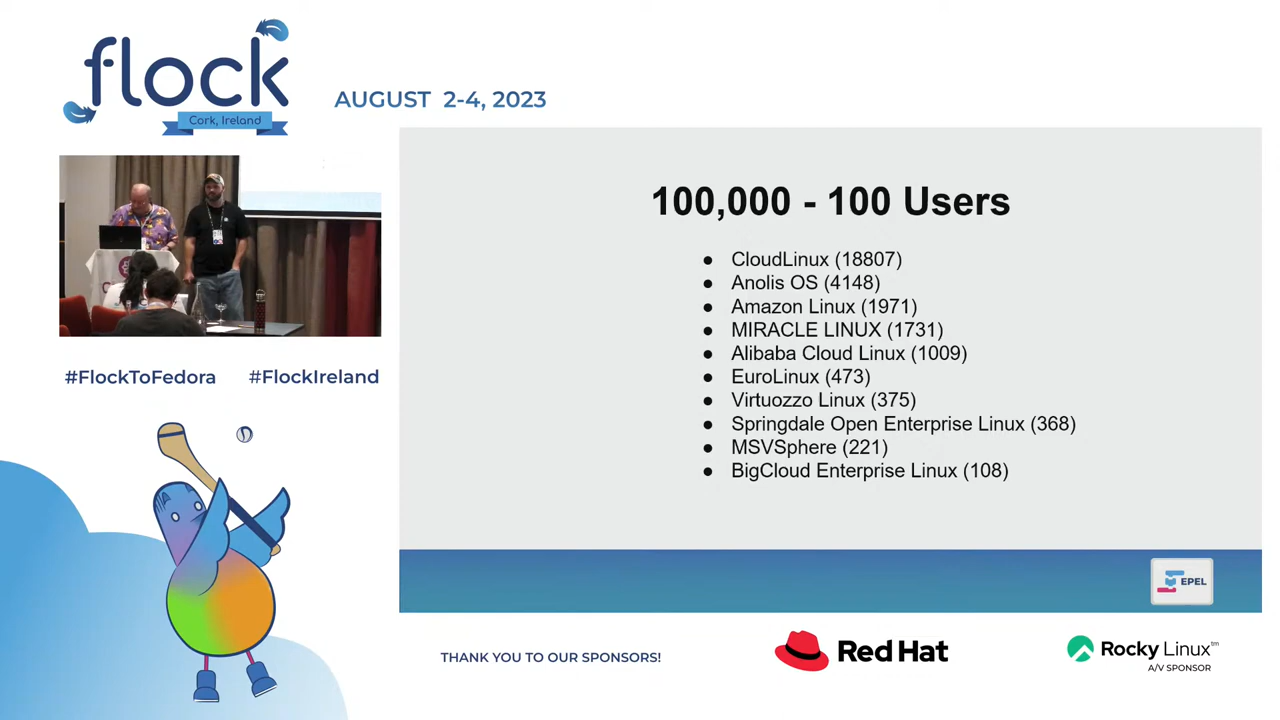 flock
Cork, Ireland
AUGUST 2-4, 2023
100,000 - 100 Users
● CloudLinux (18807)
● Anolis OS (4148)
● Amazon Linux (1971)
● MIRACLE LINUX (1731)
● Alibaba Cloud Linux (1009)
● EuroLinux (473)
● Virtuozzo Linux (375)
● Springdale Open Enterprise Linux (368)
● MSVSphere (221)
● BigCloud Enterprise Linux (108)
EPEL
#FlockToFedora #FlockIreland
THANK YOU TO OUR SPONSORS!
Red Hat
Rocky Linux™
A/V SPONSOR